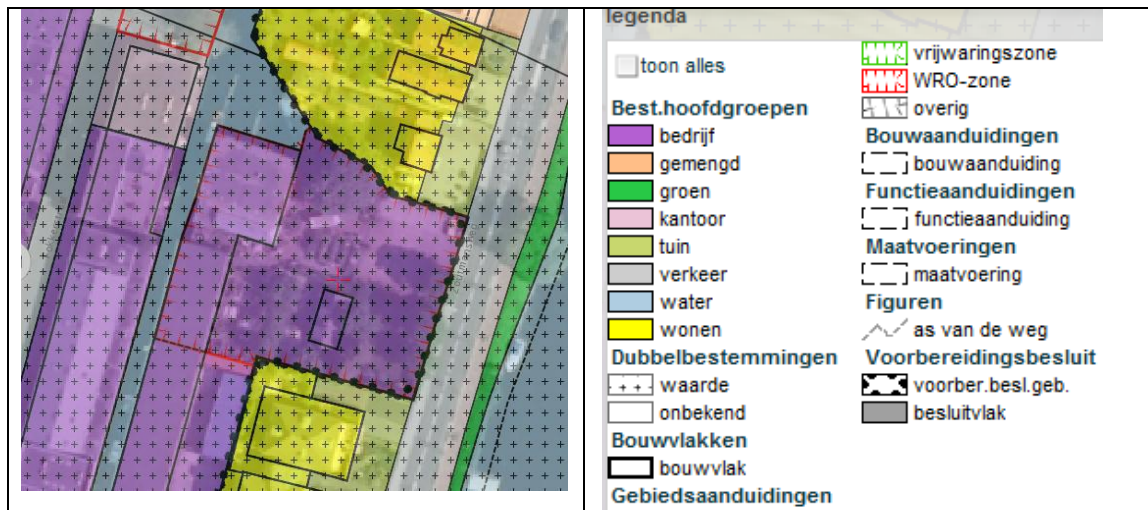 legenda
toon alles
Best.hoofdgroepen
bedrijf
gemengd
groen
kantoor
tuin
verkeer
water
wonen
Dubbelbestemmingen
waarde
onbekend
Bouwvlakken
bouwvlak
Gebiedsaanduidingen
vrijwaringszone
WRO-zone
overig
Bouwaanduidingen
bouwaanduiding
Functieaanduidingen
functieaanduiding
Maatvoeringen
maatvoering
Figuren
as van de weg
Voorbereidingsbesluit
voorber.besl.geb.
besluitvlak